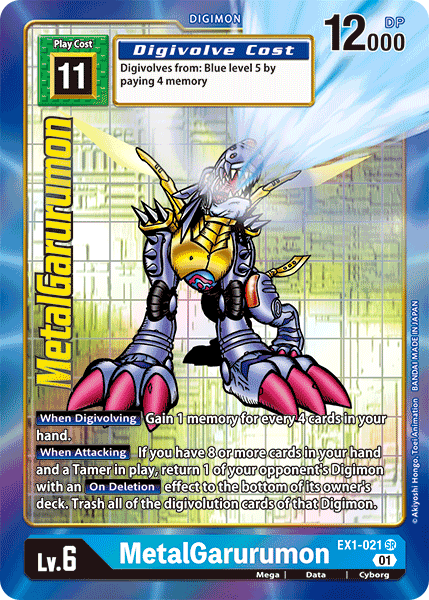 DIGIMON
Play Cost
11
Digivolve Cost
Digivolves from: Blue level 5 by
paying 4 memory
DP
12000
MetalGarurumon
When Digivolving Gain 1 memory for every 4 cards in your
hand.
When Attacking If you have 8 or more cards in your hand
and a Tamer in play, return 1 of your opponent's Digimon
with an On Deletion effect to the bottom of its owner's
deck. Trash all of the digivolution cards of that Digimon.
©Akiyoshi Hongo, Toei Animation BANDAI MADE IN JAPAN
Lv.6
MetalGarurumon
EX1-021 SR
01
Mega | Data | Cyborg